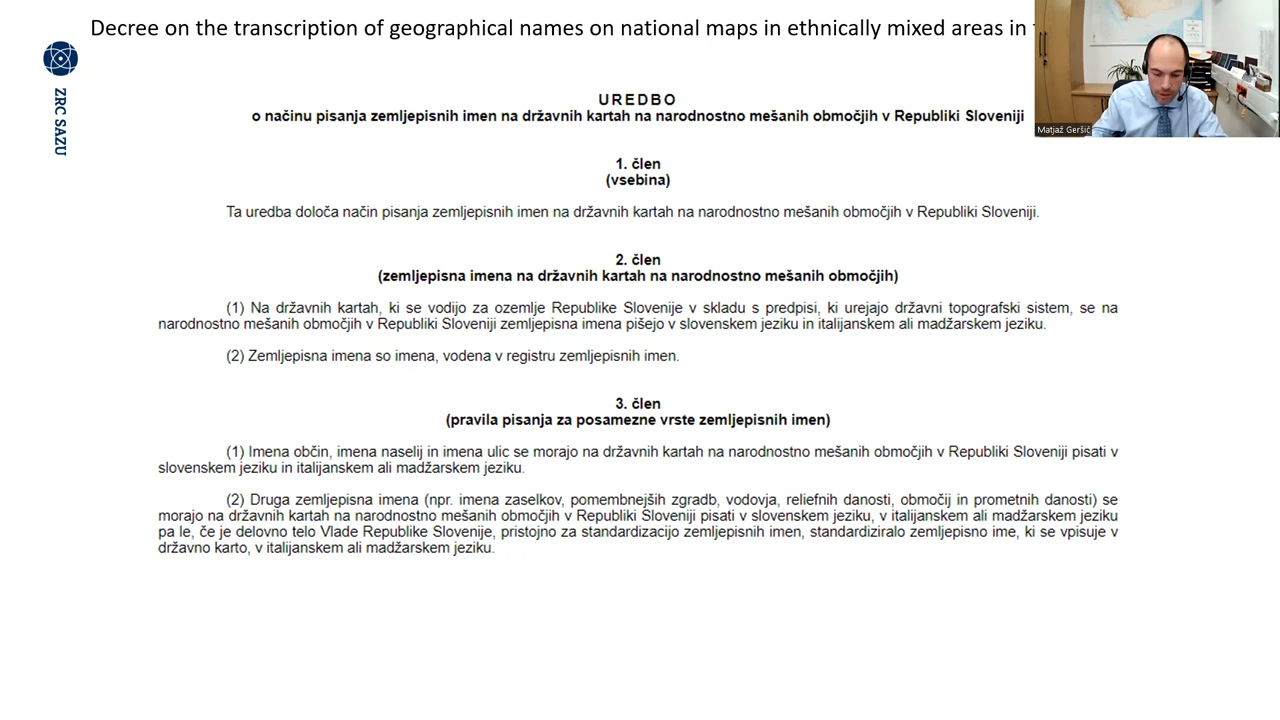 Decree on the transcription of geographical names on national maps in ethnically mixed areas in
ZRC SAZU
Matjaž Geršič
UREDBO
o načinu pisanja zemljepisnih imen na državnih kartah na narodnostno mešanih območjih v Republiki Sloveniji
1. člen
(vsebina)
Ta uredba določa način pisanja zemljepisnih imen na državnih kartah na narodnostno mešanih območjih v Republiki Sloveniji.
2. člen
(zemljepisna imena na državnih kartah na narodnostno mešanih območjih)
(1) Na državnih kartah, ki se vodijo za ozemlje Republike Slovenije v skladu s predpisi, ki urejajo državni topografski sistem, se na
narodnostno mešanih območjih v Republiki Sloveniji zemljepisna imena pišejo v slovenskem jeziku in italijanskem ali madžarskem jeziku.
(2) Zemljepisna imena so imena, vodena v registru zemljepisnih imen.
3. člen
(pravila pisanja za posamezne vrste zemljepisnih imen)
(1) Imena občin, imena naselij in imena ulic se morajo na državnih kartah na narodnostno mešanih območjih v Republiki Sloveniji pisati v
slovenskem jeziku in italijanskem ali madžarskem jeziku.
(2) Druga zemljepisna imena (npr. imena zaselkov, pomembnejših zgradb, vodovja, reliefnih danosti, območij in prometnih danosti) se
morajo na državnih kartah na narodnostno mešanih območjih v Republiki Sloveniji pisati v slovenskem jeziku, v italijanskem ali madžarskem jeziku
pa le, če je delovno telo Vlade Republike Slovenije, pristojno za standardizacijo zemljepisnih imen, standardiziralo zemljepisno ime, ki se vpisuje v
državno karto, v italijanskem ali madžarskem jeziku.